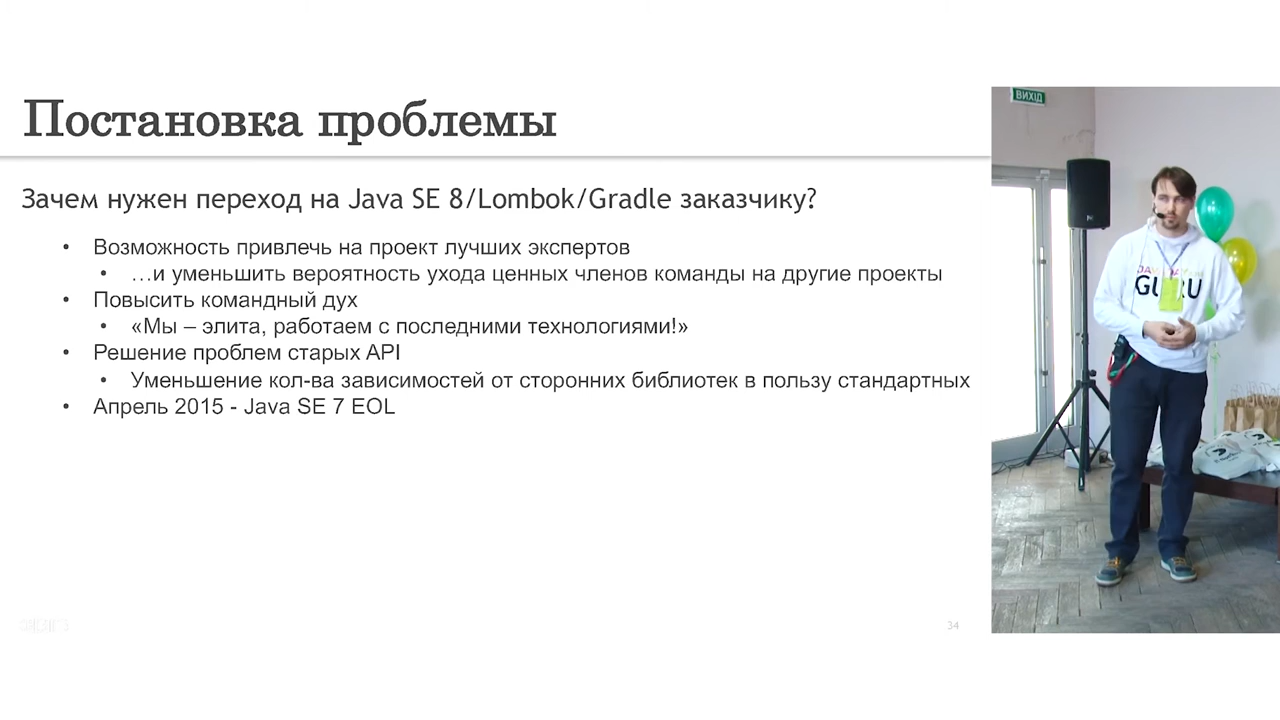 Постановка проблемы
Зачем нужен переход на Java SE 8/Lombok/Gradle заказчику?
• Возможность привлечь на проект лучших экспертов
• …и уменьшить вероятность ухода ценных членов команды на другие проекты
• Повысить командный дух
• «Мы – элита, работаем с последними технологиями!»
• Решение проблем старых API
• Уменьшение кол-ва зависимостей от сторонних библиотек в пользу стандартных
• Апрель 2015 - Java SE 7 EOL
34
ВИХІД